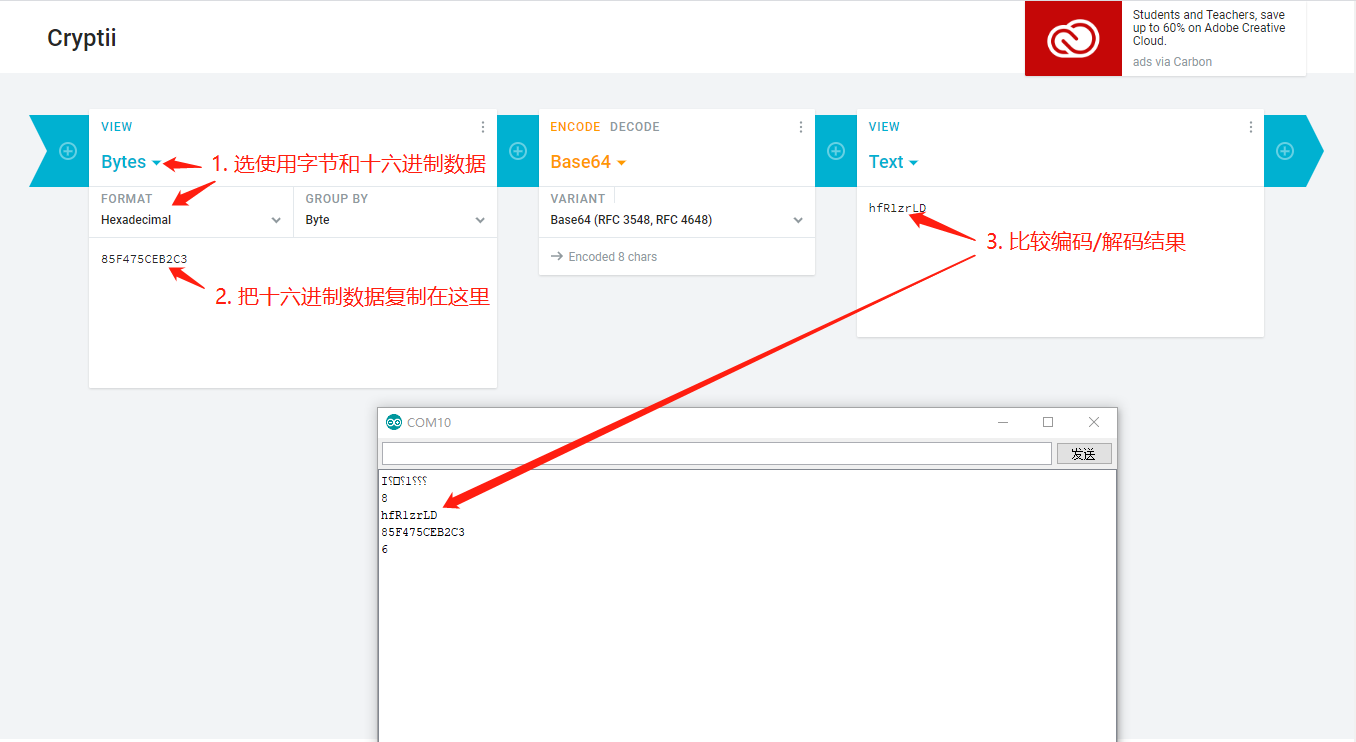 Cryptii
Students and Teachers, save
up to 60% on Adobe Creative
Cloud.
ads via Carbon
VIEW
Bytes
1. 选使用字节和十六进制数据
FORMAT
Hexadecimal
GROUP BY
Byte
85F475CEB2C3
2. 把十六进制数据复制在这里
ENCODE DECODE
Base64
VARIANT
Base64 (RFC 3548, RFC 4648)
→ Encoded 8 chars
VIEW
Text
hfRlzrLD
3. 比较编码/解码结果
COM10
发送
8
hfRlzrLD
85F475CEB2C3
6